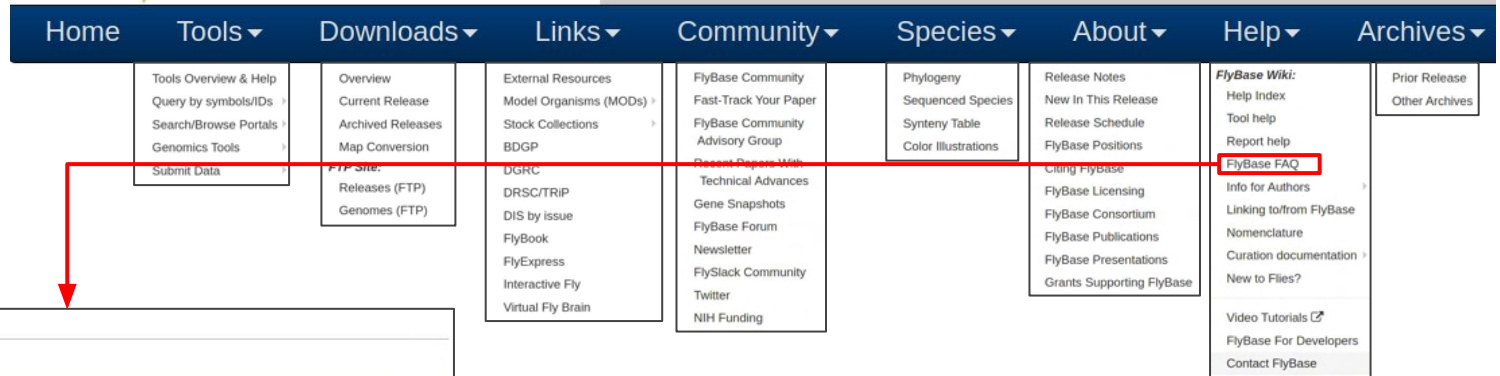 Home Tools Downloads Links Community Species About Help Archives
Tools Overview & Help
Query by symbols/IDs
Search/Browse Portals
Genomics Tools
Submit Data
Overview
Current Release
Archived Releases
Map Conversion
FTP Site:
Releases (FTP)
Genomes (FTP)
External Resources
Model Organisms (MODs)
Stock Collections
BDGP
DGRC
DRSC/TRiP
DIS by issue
FlyBook
FlyExpress
Interactive Fly
Virtual Fly Brain
FlyBase Community
Fast-Track Your Paper
FlyBase Community
Advisory Group
Recent Papers With
Technical Advances
Gene Snapshots
FlyBase Forum
Newsletter
FlySlack Community
Twitter
NIH Funding
Phylogeny
Sequenced Species
Synteny Table
Color Illustrations
Release Notes
New In This Release
Release Schedule
FlyBase Positions
Citing FlyBase
FlyBase Licensing
FlyBase Consortium
FlyBase Publications
FlyBase Presentations
Grants Supporting FlyBase
FlyBase Wiki:
Help Index
Tool help
Report help
FlyBase FAQ
Info for Authors
Linking to/from FlyBase
Nomenclature
Curation documentation
New to Flies?
Video Tutorials
FlyBase For Developers
Contact FlyBase
Prior Release
Other Archives